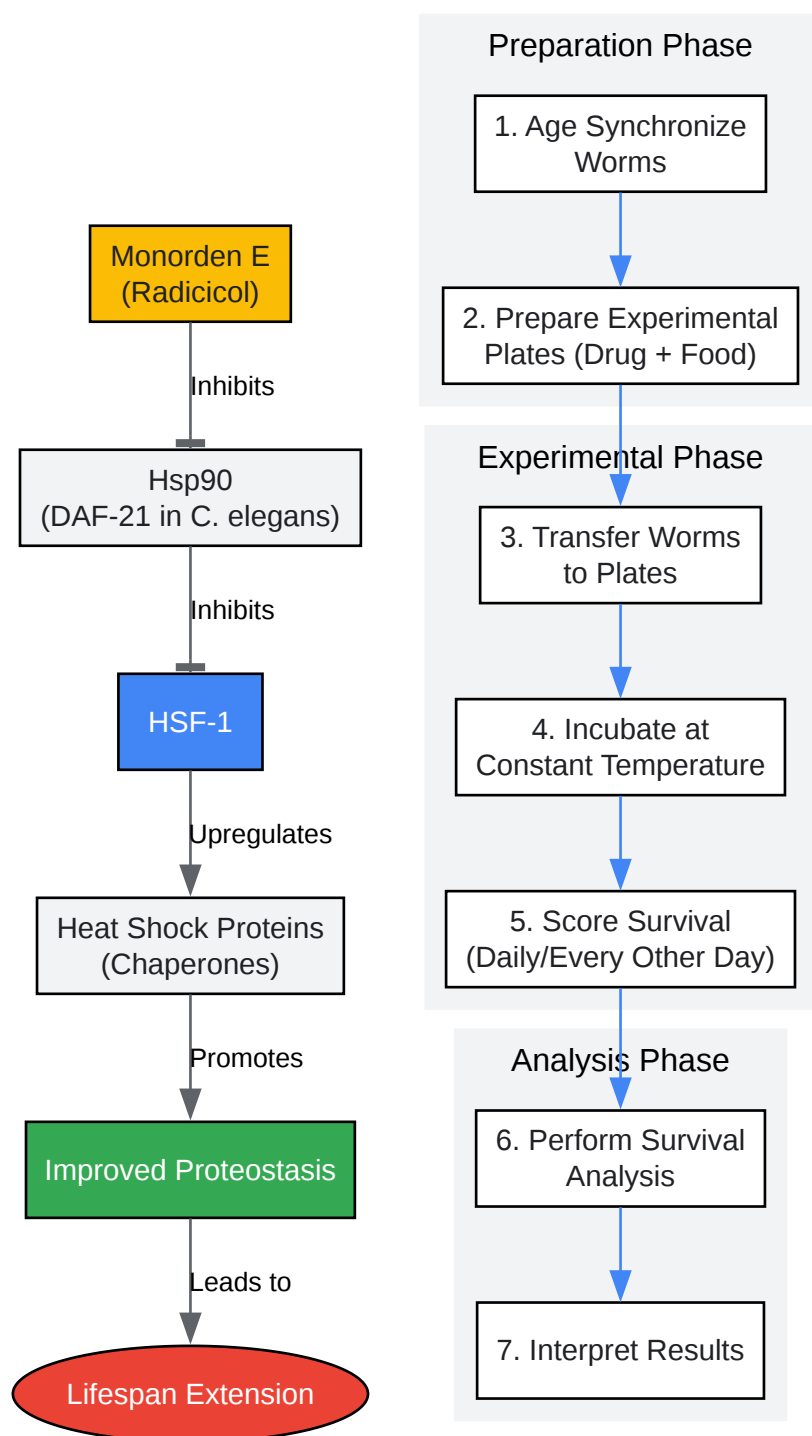 Monorden E
(Radicicol)
Inhibits
Hsp90
(DAF-21 in C. elegans)
Inhibits
HSF-1
Upregulates
Heat Shock Proteins
(Chaperones)
Promotes
Improved Proteostasis
Leads to
Lifespan Extension
Preparation Phase
1. Age Synchronize
Worms
2. Prepare Experimental
Plates (Drug + Food)
Experimental Phase
3. Transfer Worms
to Plates
4. Incubate at
Constant Temperature
5. Score Survival
(Daily/Every Other Day)
Analysis Phase
6. Perform Survival
Analysis
7. Interpret Results